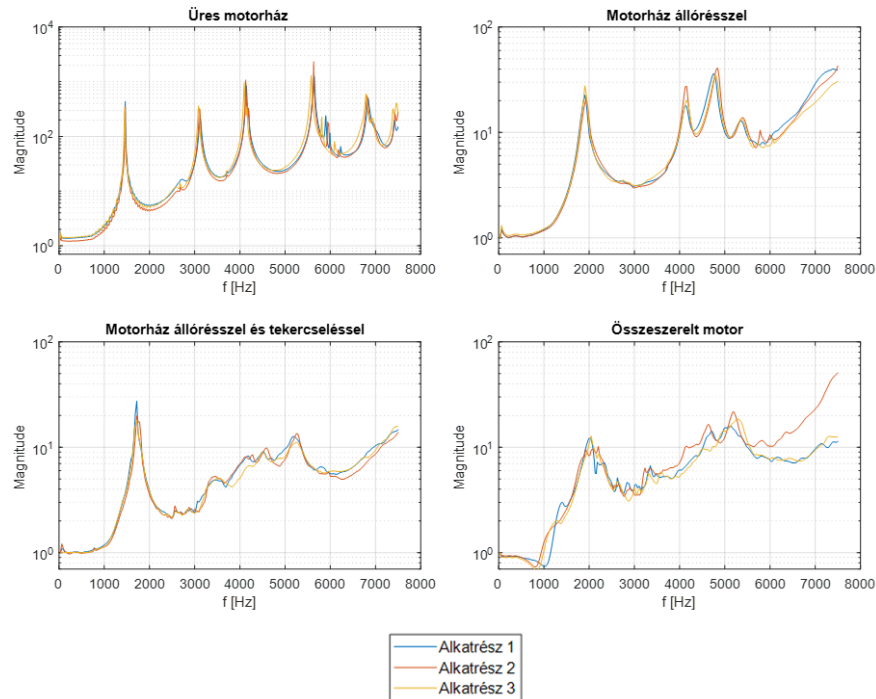 Üres motorház
Magnitude
10^4
10^2
10^0
0 1000 2000 3000 4000 5000 6000 7000 8000
f [Hz]
Motorház állórésszel
Magnitude
10^2
10^1
10^0
0 1000 2000 3000 4000 5000 6000 7000 8000
f [Hz]
Motorház állórésszel és tekercseléssel
Magnitude
10^2
10^1
10^0
0 1000 2000 3000 4000 5000 6000 7000 8000
f [Hz]
Összeszerelt motor
Magnitude
10^2
10^1
10^0
0 1000 2000 3000 4000 5000 6000 7000 8000
f [Hz]
Alkatrész 1
Alkatrész 2
Alkatrész 3